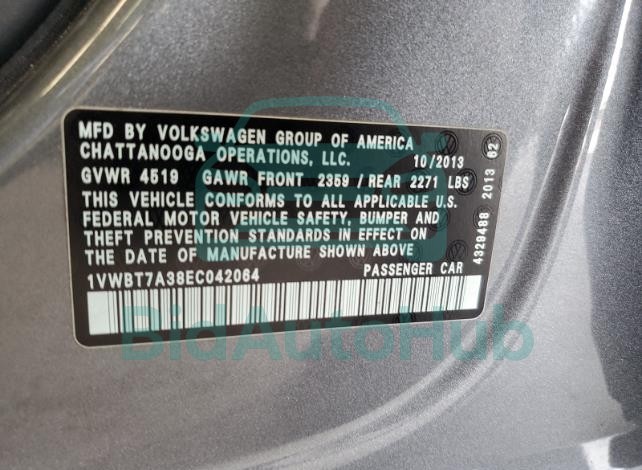 MFD BY VOLKSWAGEN GROUP OF AMERICA
CHATTANOOGA OPERATIONS, LLC. 10/2013
GVWR 4519 GAWR FRONT 2359 / REAR 2271 LBS
THIS VEHICLE CONFORMS TO ALL APPLICABLE U.S.
FEDERAL MOTOR VEHICLE SAFETY, BUMPER AND
THEFT PREVENTION STANDARDS IN EFFECT ON
THE DATE OF MANUFACTURE SHOWN ABOVE
1VWBT7A38EC042064 PASSENGER CAR
4329488 2013 62
BidAutoHub